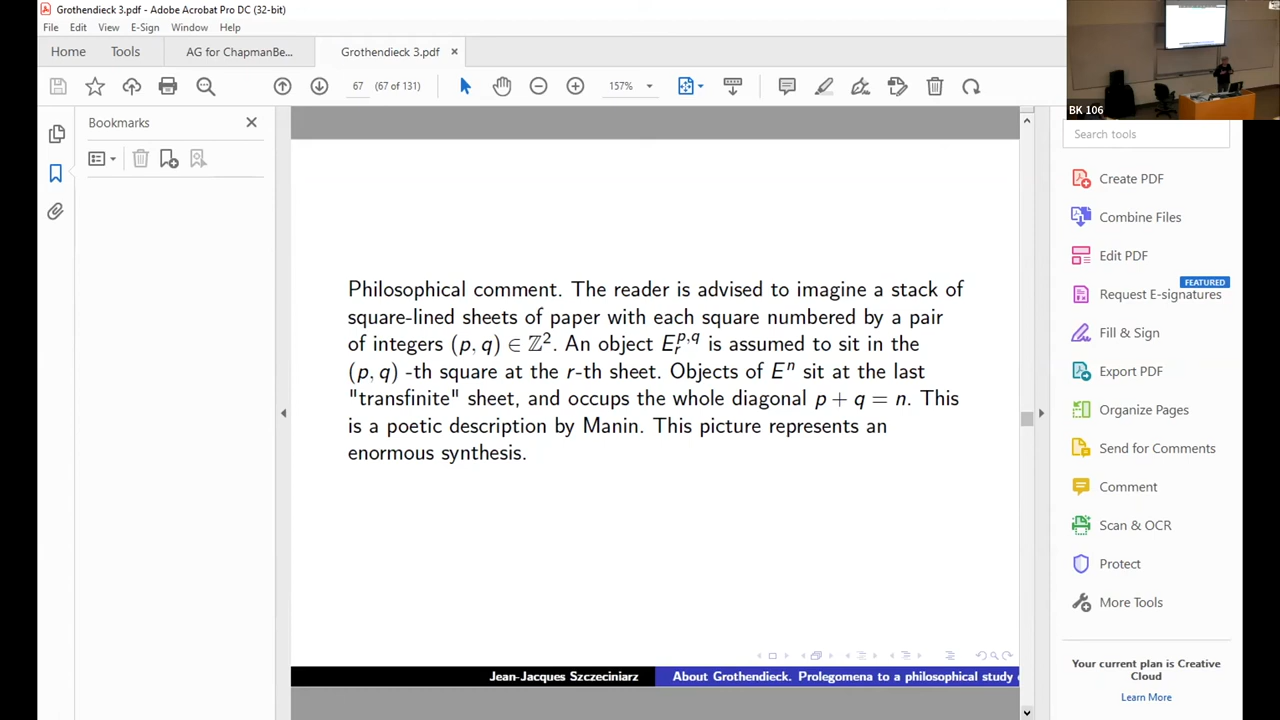 Grothendieck 3.pdf - Adobe Acrobat Pro DC (32-bit)
File Edit View E-Sign Window Help
Home Tools AG for ChapmanBe... Grothendieck 3.pdf
67 (67 of 131) 157%
BK 106
Bookmarks
Search tools
Create PDF
Combine Files
Edit PDF
FEATURED
Request E-signatures
Fill & Sign
Export PDF
Organize Pages
Send for Comments
Comment
Scan & OCR
Protect
More Tools
Your current plan is Creative
Cloud
Learn More
Philosophical comment. The reader is advised to imagine a stack of
square-lined sheets of paper with each square numbered by a pair
of integers (p, q) ∈ ℤ². An object E_r^{p,q} is assumed to sit in the
(p, q) -th square at the r-th sheet. Objects of Eⁿ sit at the last
"transfinite" sheet, and occups the whole diagonal p + q = n. This
is a poetic description by Manin. This picture represents an
enormous synthesis.
Jean-Jacques Szczeciniarz About Grothendieck. Prolegomena to a philosophical study